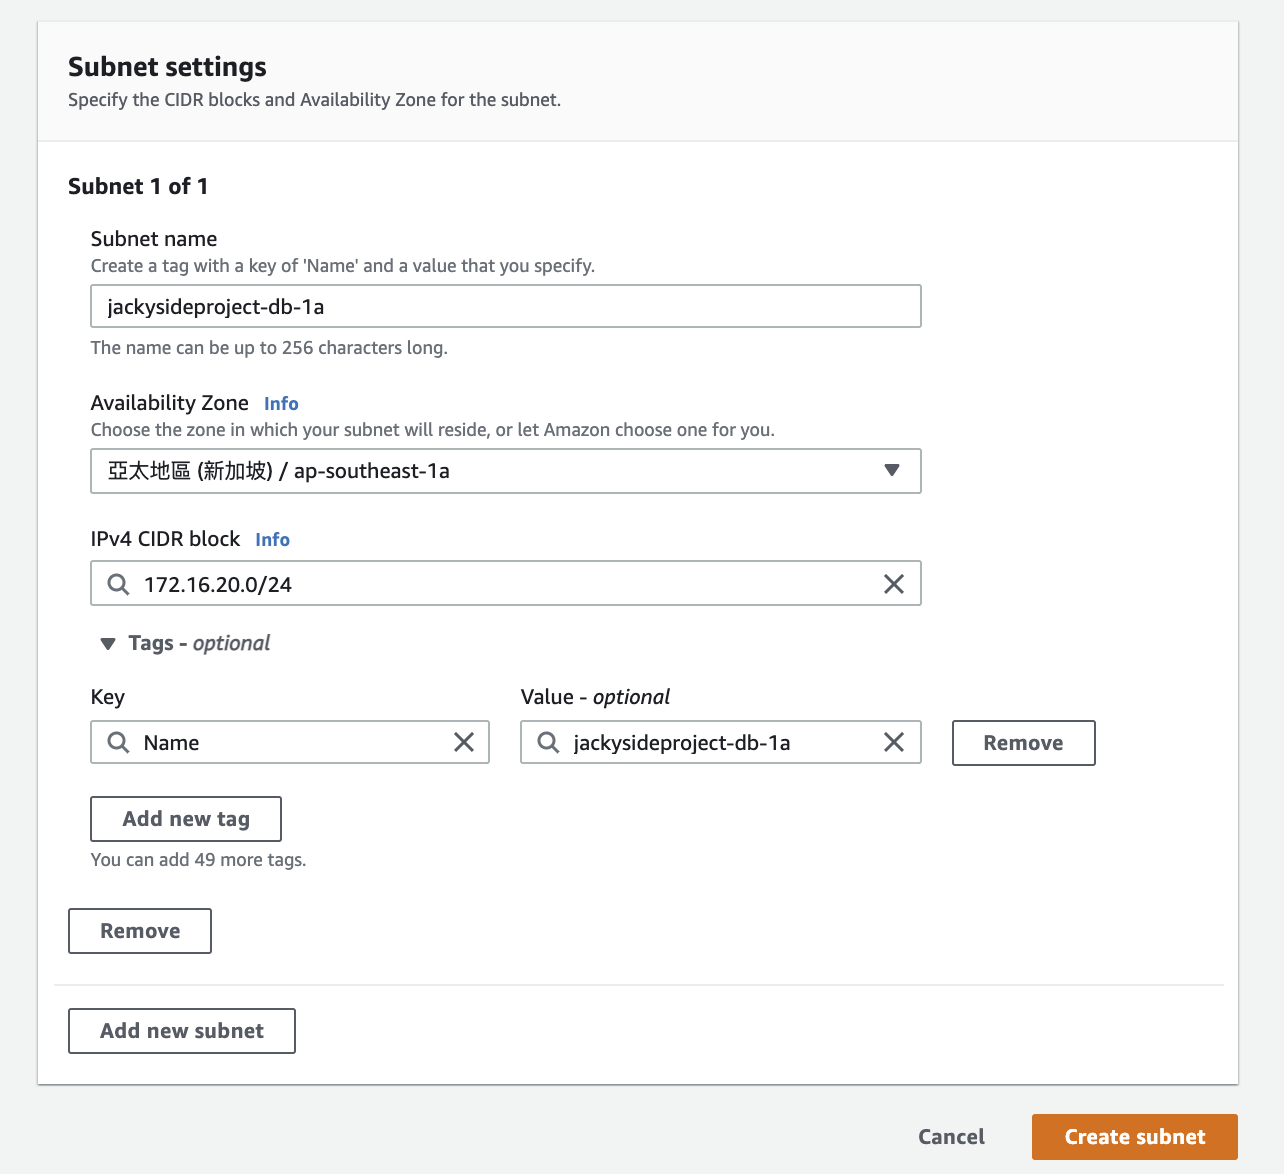 Subnet settings
Specify the CIDR blocks and Availability Zone for the subnet.
Subnet 1 of 1
Subnet name
Create a tag with a key of 'Name' and a value that you specify.
jackysideproject-db-1a
The name can be up to 256 characters long.
Availability Zone Info
Choose the zone in which your subnet will reside, or let Amazon choose one for you.
亞太地區 (新加坡) / ap-southeast-1a
IPv4 CIDR block Info
172.16.20.0/24
Tags - optional
Key Value - optional
Name jackysideproject-db-1a Remove
Add new tag
You can add 49 more tags.
Remove
Add new subnet
Cancel Create subnet